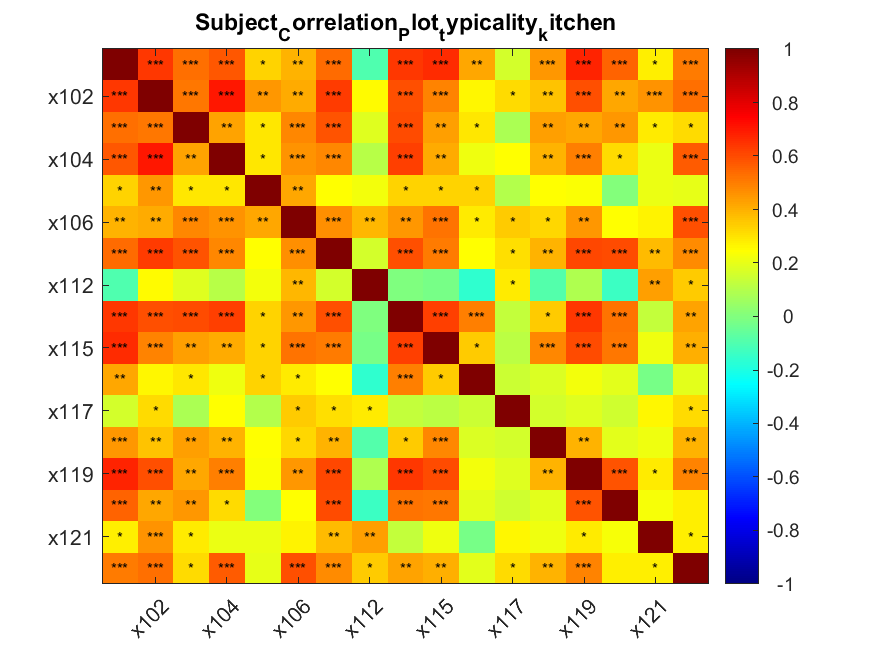 SubjectCorrelationPlottypicalitykitchen
*** *** *** * ** *** *** *** ** *** *** *** * ***
x102 *** *** *** ** ** *** *** *** * ** *** ** *** ***
*** *** ** * *** *** *** ** * ** ** ** * *
x104 *** *** ** * *** *** *** ** ** *** * ***
* ** * * ** * * *
x106 ** ** *** *** ** *** ** ** *** * * * ** ***
*** *** *** *** *** *** *** * ** *** *** ** ***
x112 ** * ** *
*** *** *** *** * ** *** *** *** * *** *** **
x115 *** *** ** ** * *** *** *** * *** *** *** **
** * * * *** *
x117 * * * * *
*** ** ** ** * ** * *** ** **
x119 *** *** ** *** ** *** *** *** ** *** * ***
*** ** ** * *** *** *** ***
x121 * *** * ** ** * *
*** *** * *** *** *** * ** ** * ** *** *
x102 x104 x106 x112 x115 x117 x119 x121
1
0.8
0.6
0.4
0.2
0
-0.2
-0.4
-0.6
-0.8
-1